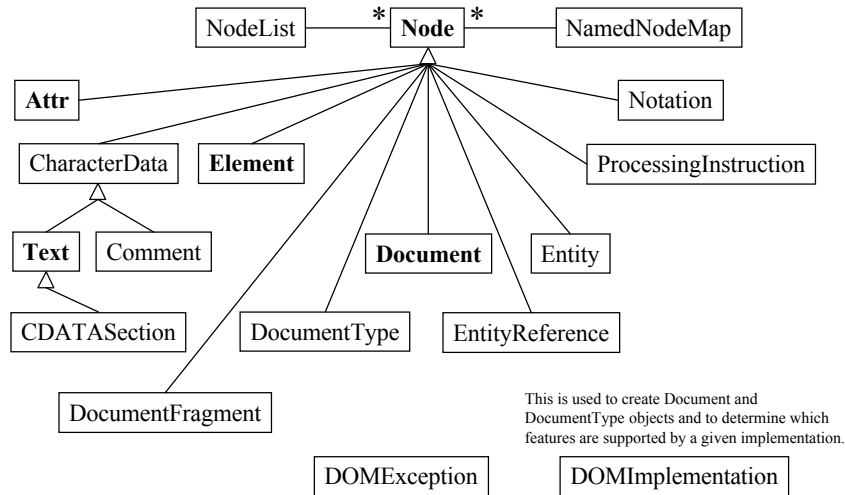 NodeList * Node * NamedNodeMap
Attr Notation
CharacterData Element ProcessingInstruction
Text Comment Document Entity
CDATASection DocumentType EntityReference
DocumentFragment
This is used to create Document and
DocumentType objects and to determine which
features are supported by a given implementation.
DOMException DOMImplementation